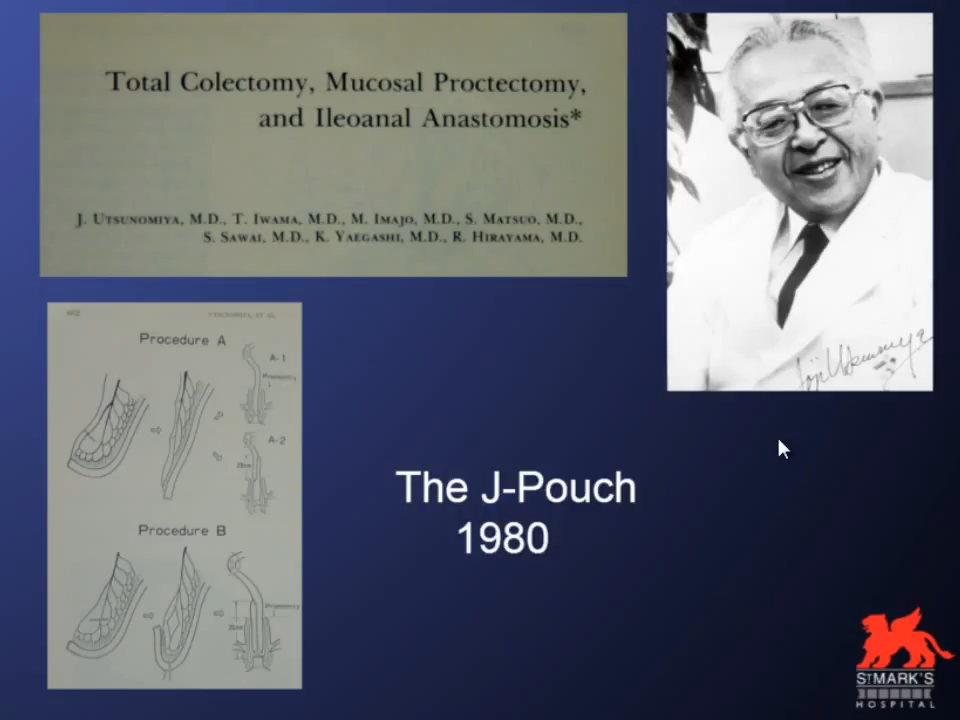 Total Colectomy, Mucosal Proctectomy,
and Ileoanal Anastomosis*
J. UTSUNOMIYA, M.D., T. IWAMA, M.D., M. IMAJO, M.D., S. MATSUO, M.D.,
S. SAWAI, M.D., K. YAEGASHI, M.D., R. HIRAYAMA, M.D.
Procedure A
A-1
A-2
Procedure B
The J-Pouch
1980
ST MARK'S
HOSPITAL